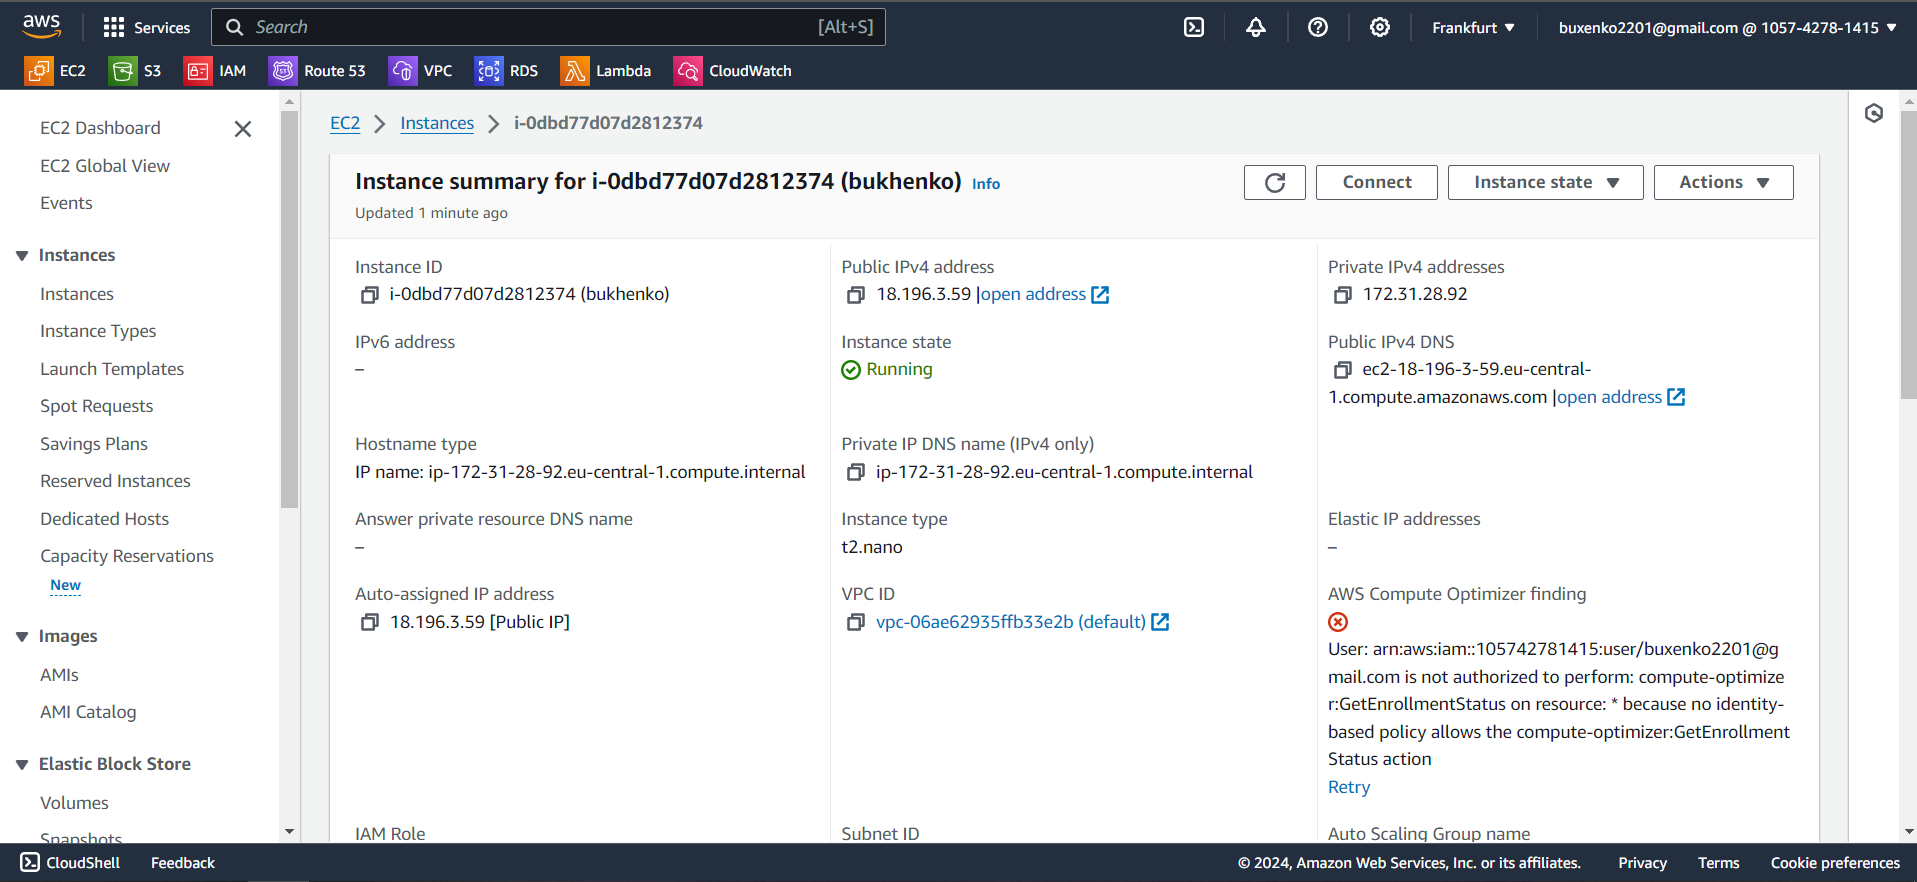 aws
Services
Search
[Alt+S]
Frankfurt
buxenko2201@gmail.com @ 1057-4278-1415
EC2
S3
IAM
Route 53
VPC
RDS
Lambda
CloudWatch
EC2 Dashboard
EC2 Global View
Events
Instances
Instances
Instance Types
Launch Templates
Spot Requests
Savings Plans
Reserved Instances
Dedicated Hosts
Capacity Reservations
New
Images
AMIs
AMI Catalog
Elastic Block Store
Volumes
Snapshots
EC2
Instances
i-0dbd77d07d2812374
Instance summary for i-0dbd77d07d2812374 (bukhenko) Info
Updated 1 minute ago
Connect
Instance state
Actions
Instance ID
i-0dbd77d07d2812374 (bukhenko)
Public IPv4 address
18.196.3.59 |open address
Private IPv4 addresses
172.31.28.92
IPv6 address
–
Instance state
Running
Public IPv4 DNS
ec2-18-196-3-59.eu-central-
1.compute.amazonaws.com |open address
Hostname type
IP name: ip-172-31-28-92.eu-central-1.compute.internal
Private IP DNS name (IPv4 only)
ip-172-31-28-92.eu-central-1.compute.internal
Answer private resource DNS name
–
Instance type
t2.nano
Elastic IP addresses
–
Auto-assigned IP address
18.196.3.59 [Public IP]
VPC ID
vpc-06ae62935ffb33e2b (default)
AWS Compute Optimizer finding
User: arn:aws:iam::105742781415:user/buxenko2201@g
mail.com is not authorized to perform: compute-optimize
r:GetEnrollmentStatus on resource: * because no identity-
based policy allows the compute-optimizer:GetEnrollment
Status action
Retry
IAM Role
Subnet ID
Auto Scaling Group name
CloudShell
Feedback
© 2024, Amazon Web Services, Inc. or its affiliates.
Privacy
Terms
Cookie preferences